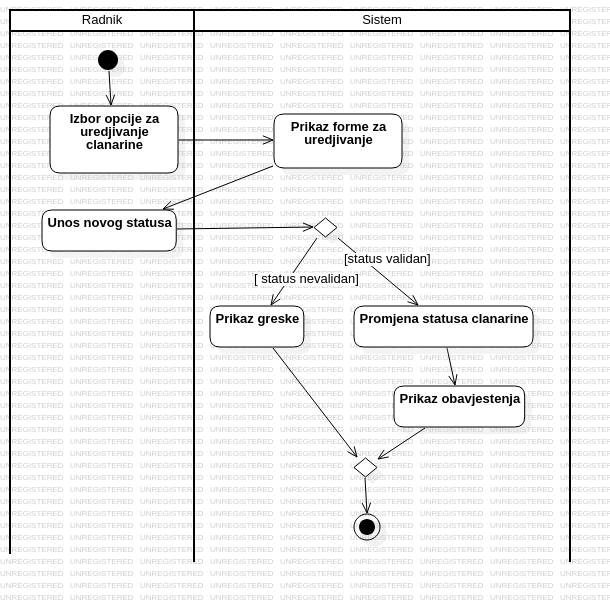 Radnik
Sistem
Izbor opcije za
uredjivanje
clanarine
Prikaz forme za
uredjivanje
Unos novog statusa
[status validan]
[ status nevalidan]
Prikaz greske
Promjena statusa clanarine
Prikaz obavjestenja
UNREGISTERED